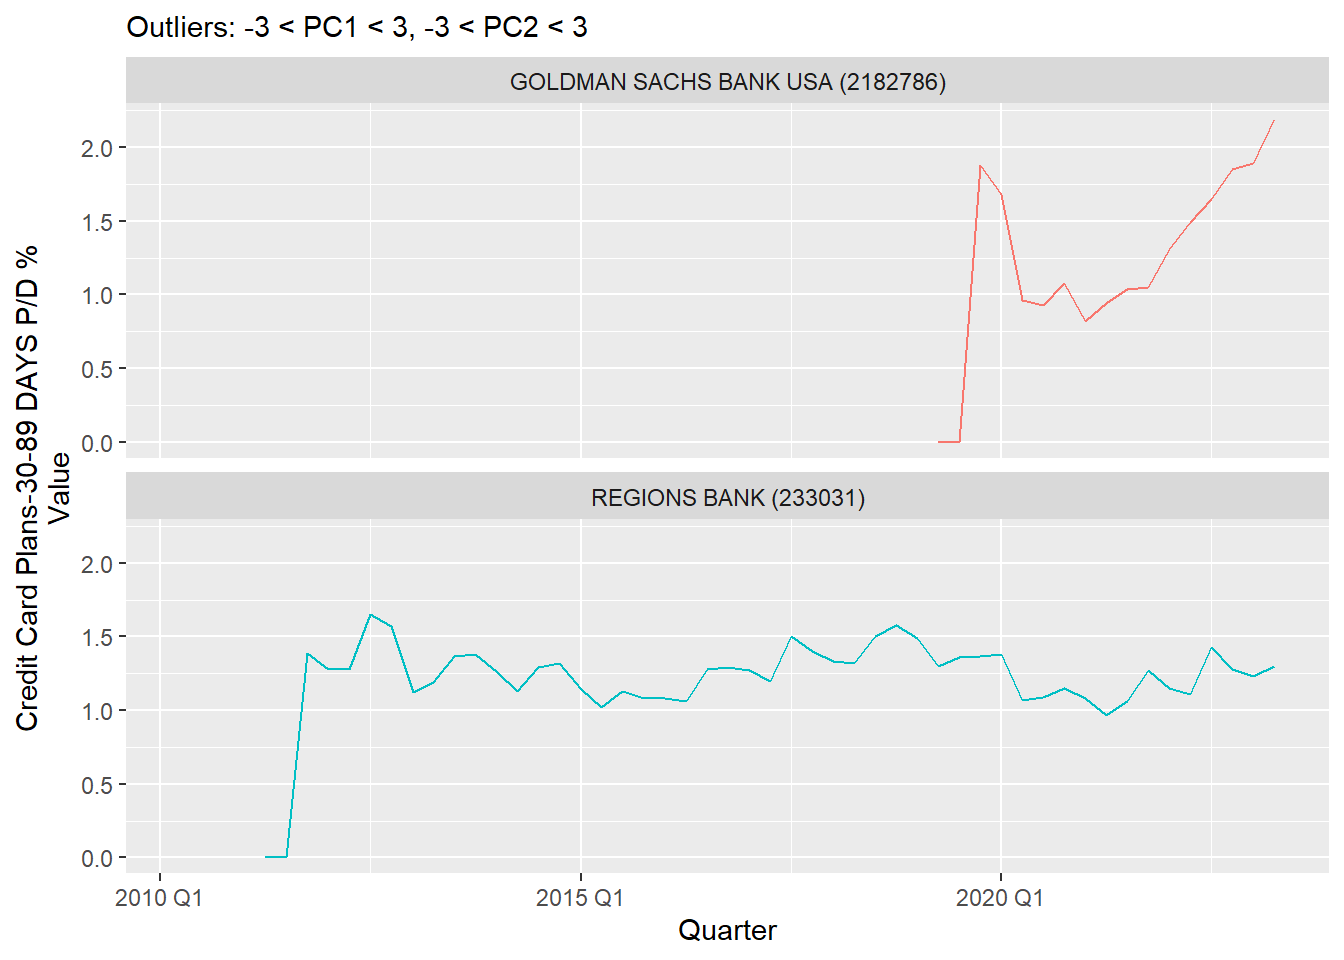 Outliers: -3 < PC1 < 3, -3 < PC2 < 3
GOLDMAN SACHS BANK USA (2182786)
2.0
1.5
1.0
0.5
0.0
Credit Card Plans-30-89 DAYS P/D %
Value
REGIONS BANK (233031)
2.0
1.5
1.0
0.5
0.0
2010 Q1
2015 Q1
2020 Q1
Quarter